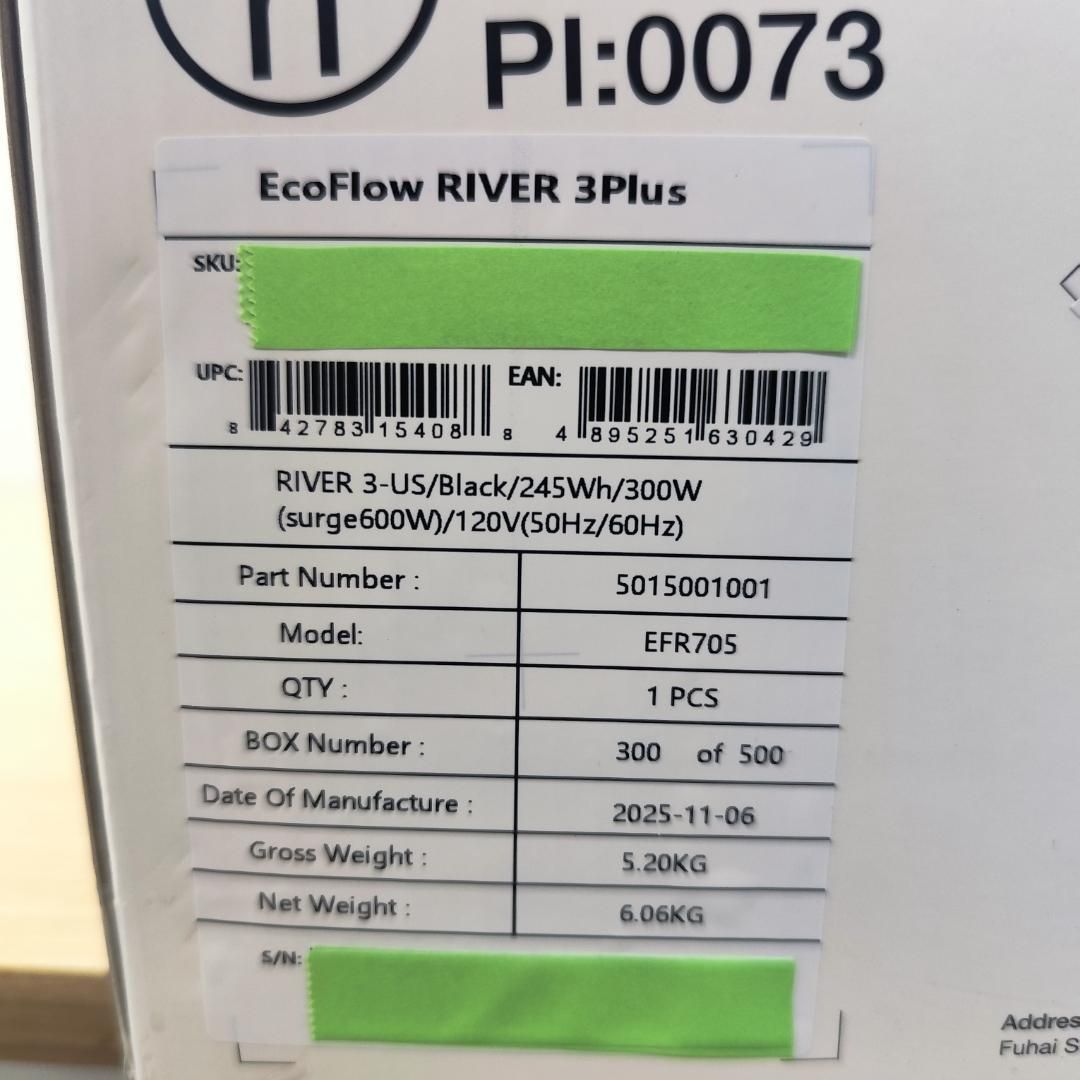 PI:0073
EcoFlow RIVER 3Plus
SKU:
UPC:
8 42783 15408 8
EAN:
4 895251 630429
RIVER 3-US/Black/245Wh/300W
(surge600W)/120V(50Hz/60Hz)
Part Number : 5015001001
Model: EFR705
QTY : 1 PCS
BOX Number : 300 of 500
Date Of Manufacture : 2025-11-06
Gross Weight : 5.20KG
Net Weight : 6.06KG
S/N:
Fuhai